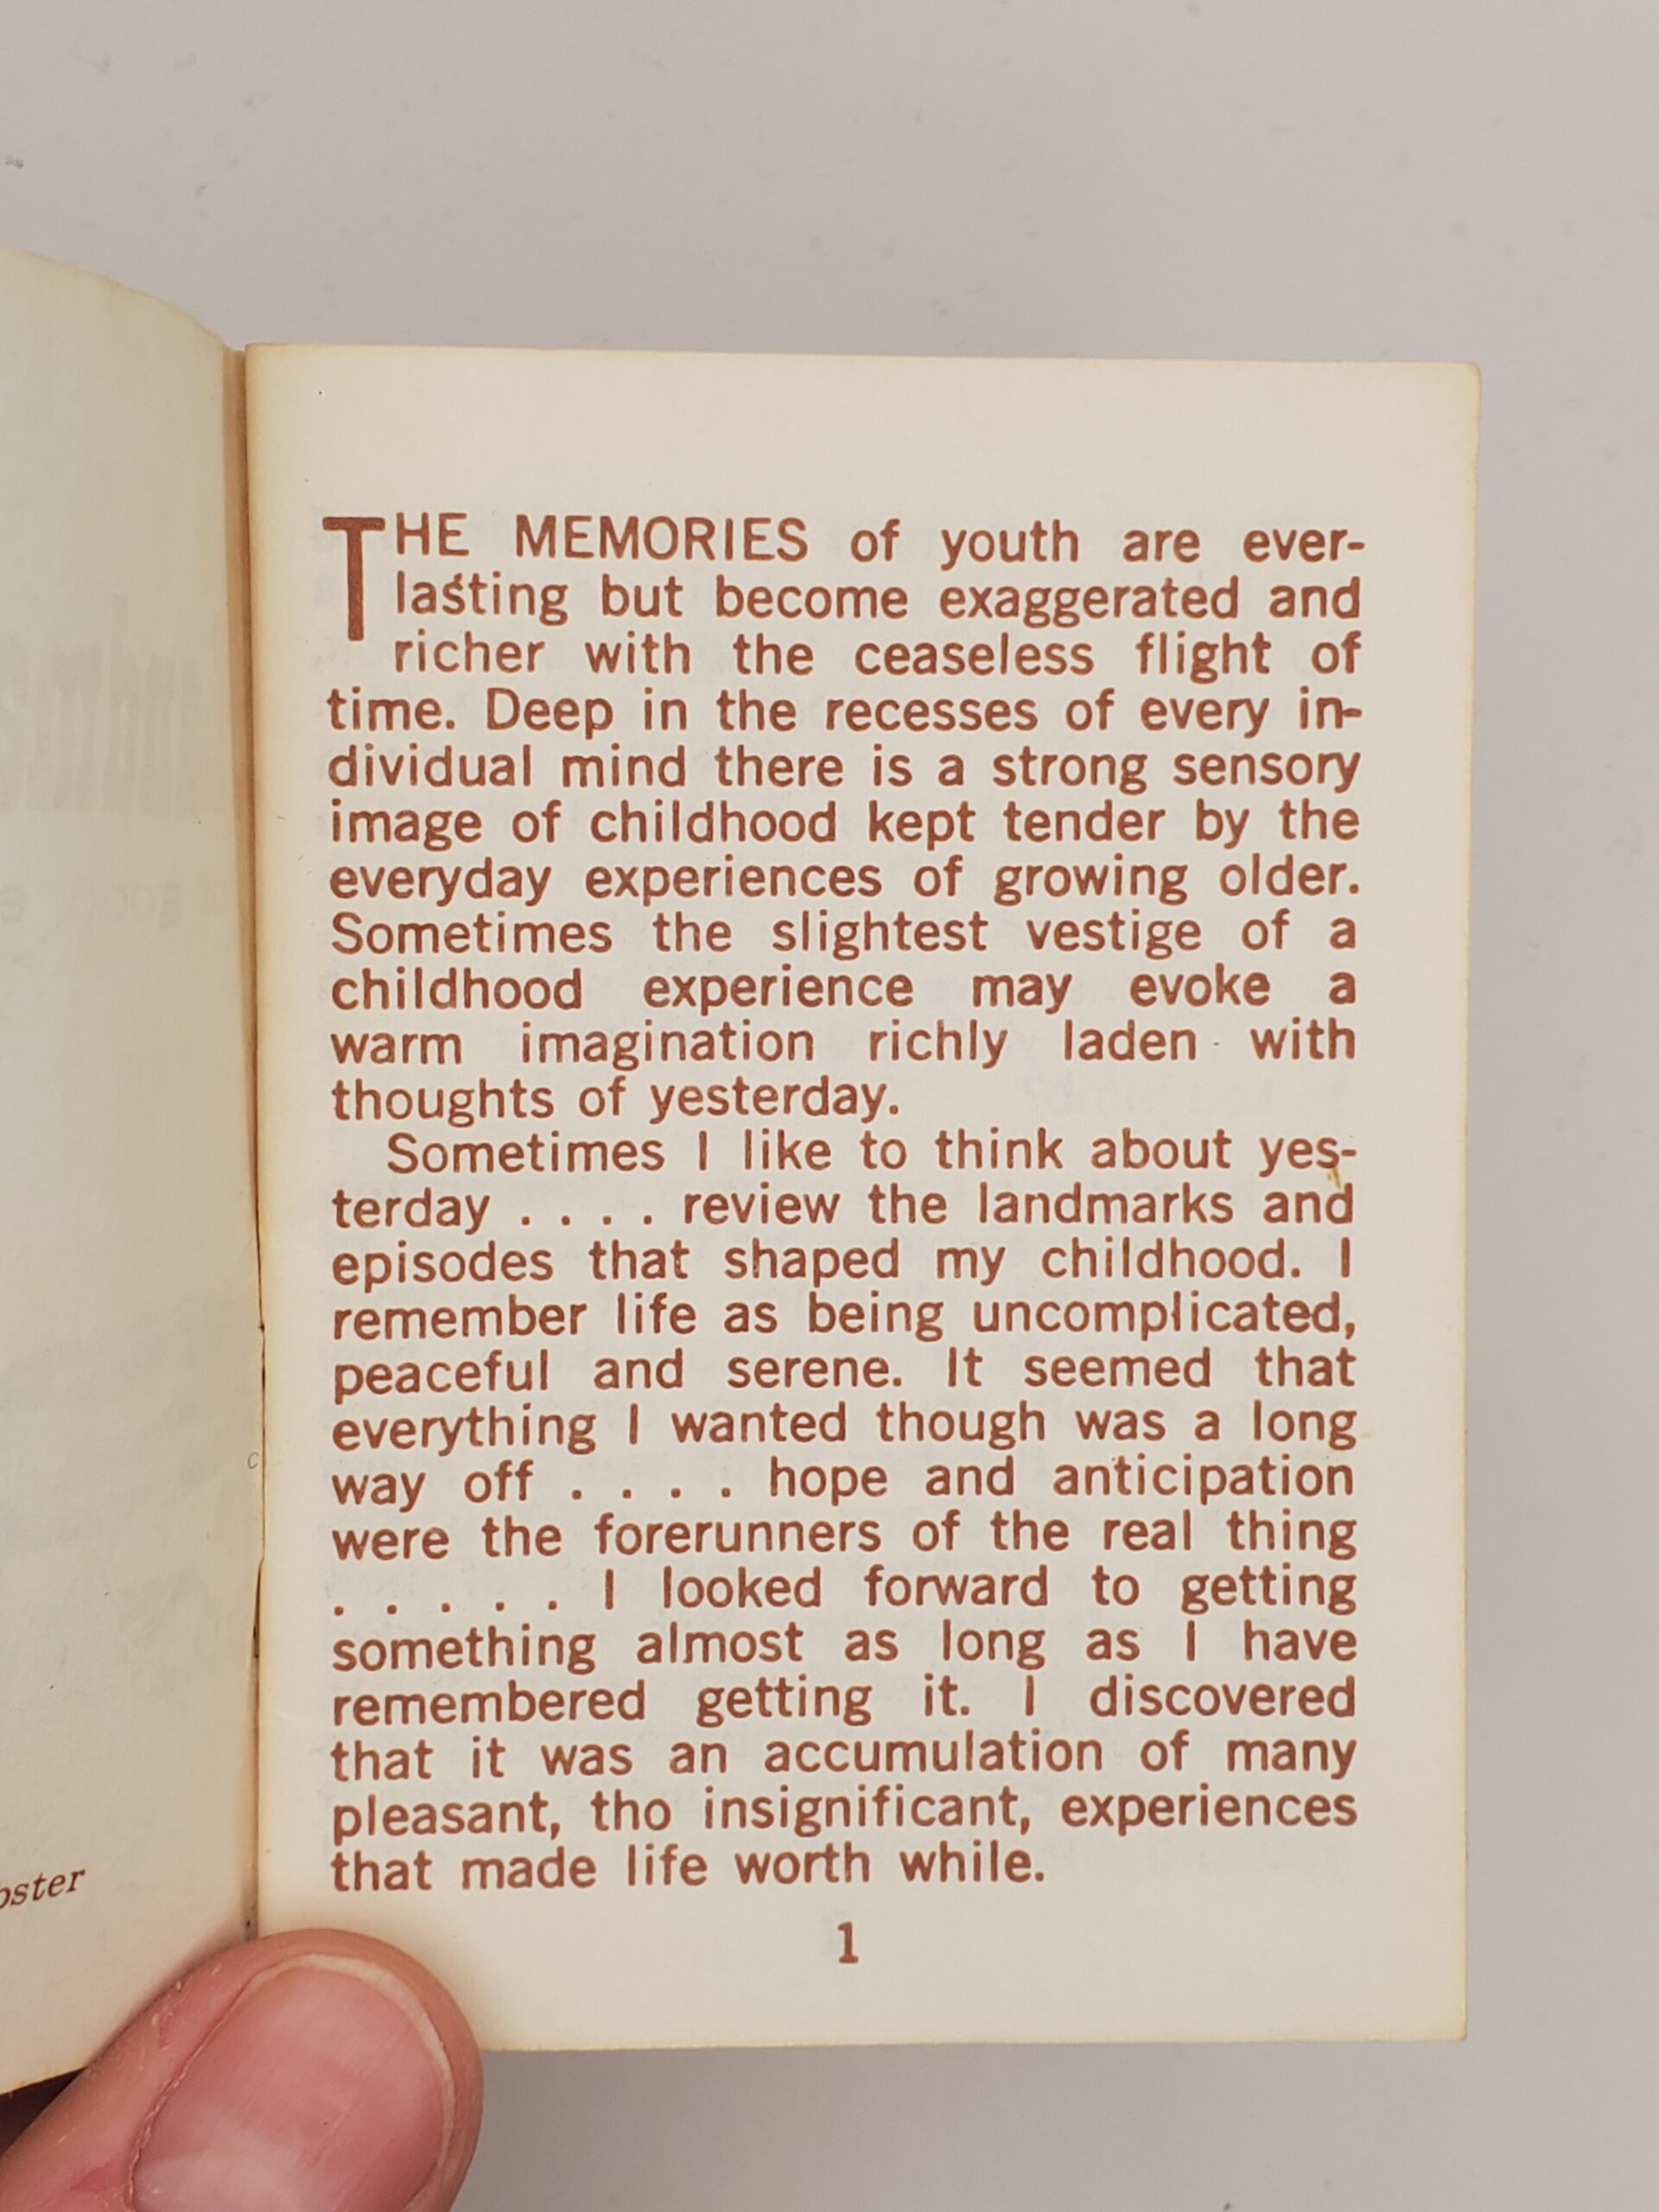 THE MEMORIES of youth are ever-
lasting but become exaggerated and
richer with the ceaseless flight of
time. Deep in the recesses of every in-
dividual mind there is a strong sensory
image of childhood kept tender by the
everyday experiences of growing older.
Sometimes the slightest vestige of a
childhood experience may evoke a
warm imagination richly laden with
thoughts of yesterday.
Sometimes I like to think about yes-
terday . . . . review the landmarks and
episodes that shaped my childhood. I
remember life as being uncomplicated,
peaceful and serene. It seemed that
everything I wanted though was a long
way off . . . . hope and anticipation
were the forerunners of the real thing
. . . . . I looked forward to getting
something almost as long as I have
remembered getting it. I discovered
that it was an accumulation of many
pleasant, tho insignificant, experiences
that made life worth while.
1